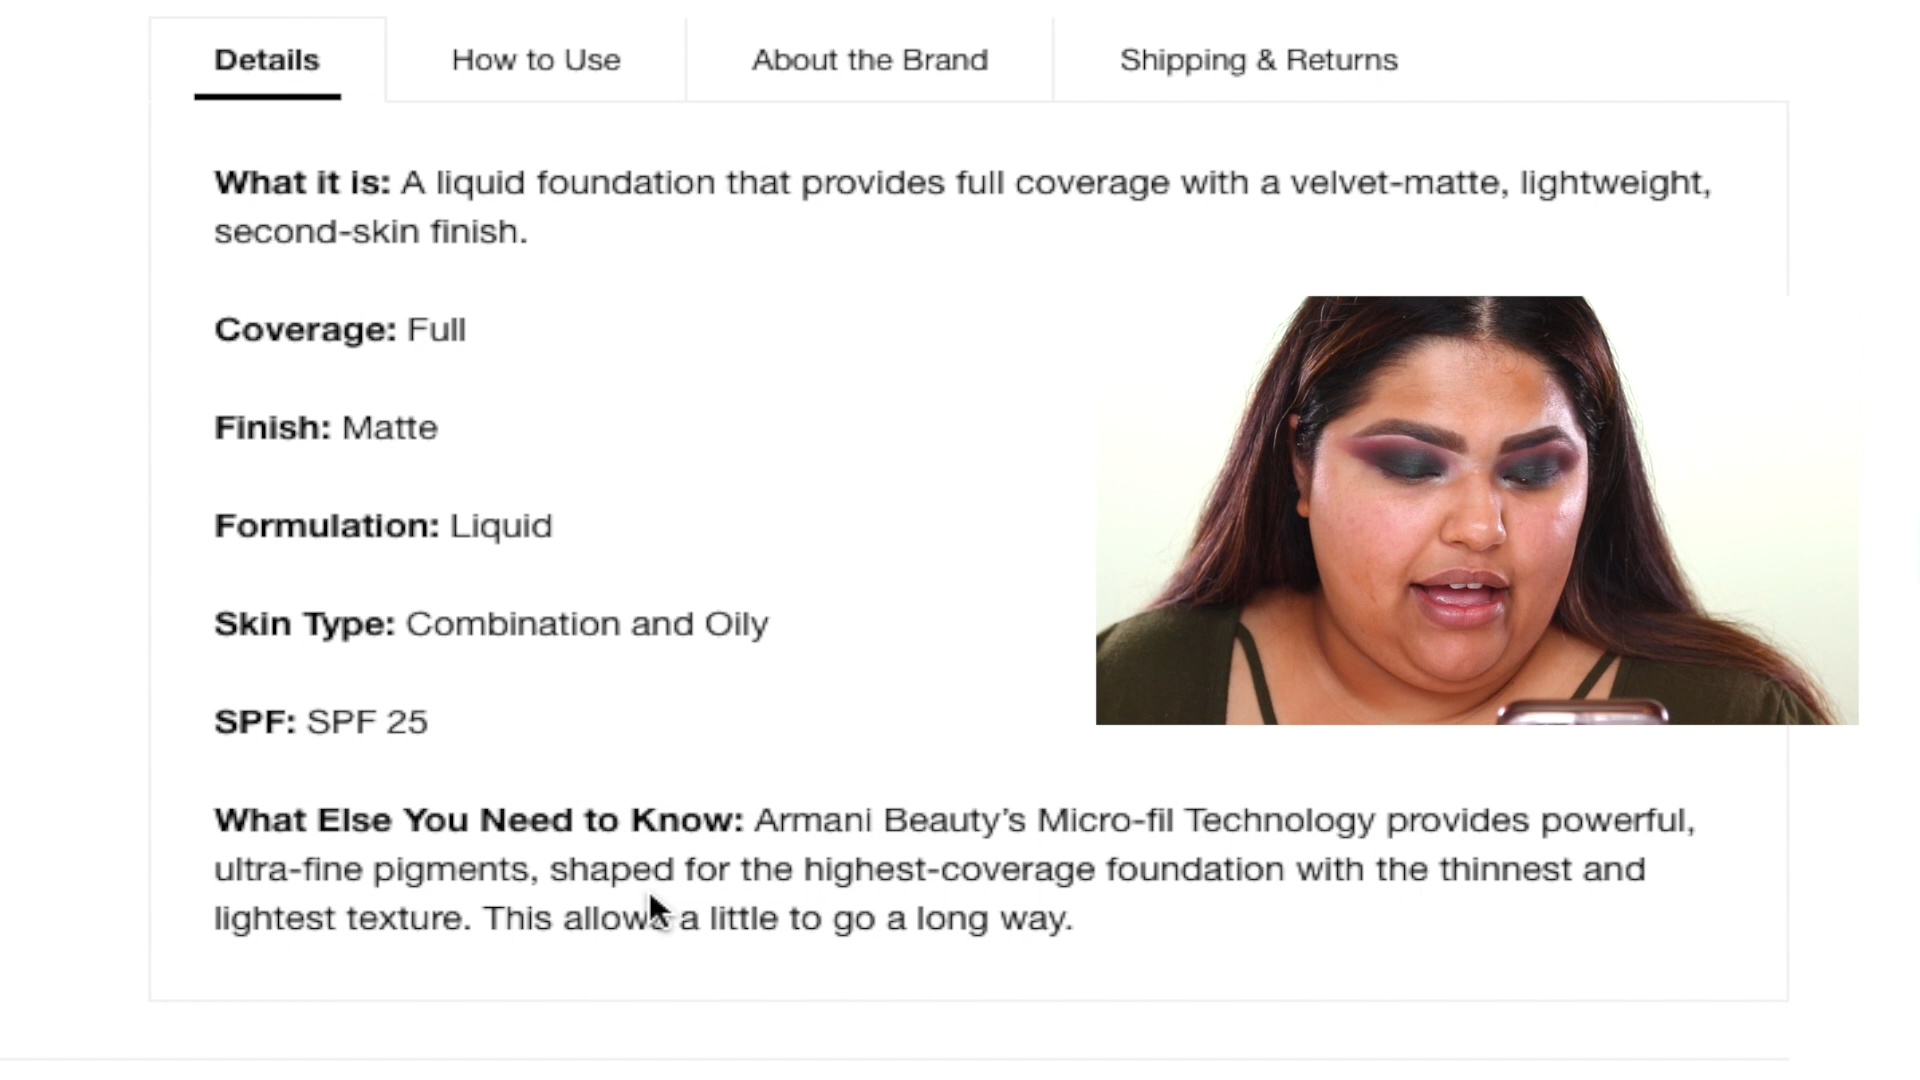 Details How to Use About the Brand Shipping & Returns
What it is: A liquid foundation that provides full coverage with a velvet-matte, lightweight,
second-skin finish.
Coverage: Full
Finish: Matte
Formulation: Liquid
Skin Type: Combination and Oily
SPF: SPF 25
What Else You Need to Know: Armani Beauty’s Micro-fil Technology provides powerful,
ultra-fine pigments, shaped for the highest-coverage foundation with the thinnest and
lightest texture. This allows a little to go a long way.